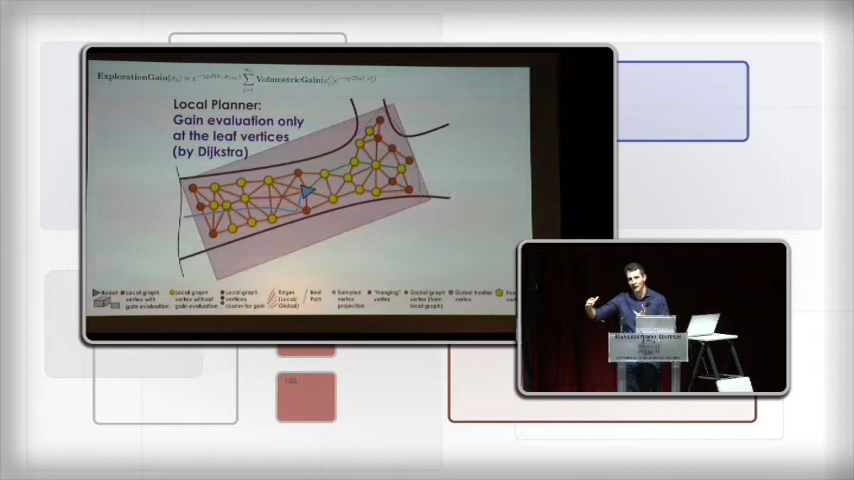 Local Planner:
Gain evaluation only
at the leaf vertices
(by Dijkstra)
Robot
Local graph
vertex with
gain evaluation
Local graph
vertex without
gain evaluation
Local graph
vertices
cluster for gain
Edges
(Local/
Global)
Best
Path
Sampled
vertex
projection
"Hanging"
vertex
Global graph
vertex (from
local graph)
Global frontier
vertex